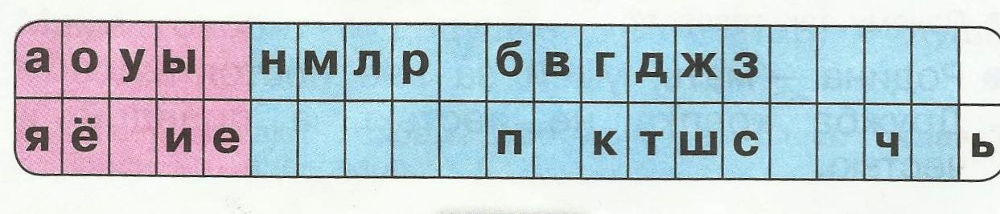 а о у ы н м л р б в г д ж з
я ё и е п к т ш с ч ь